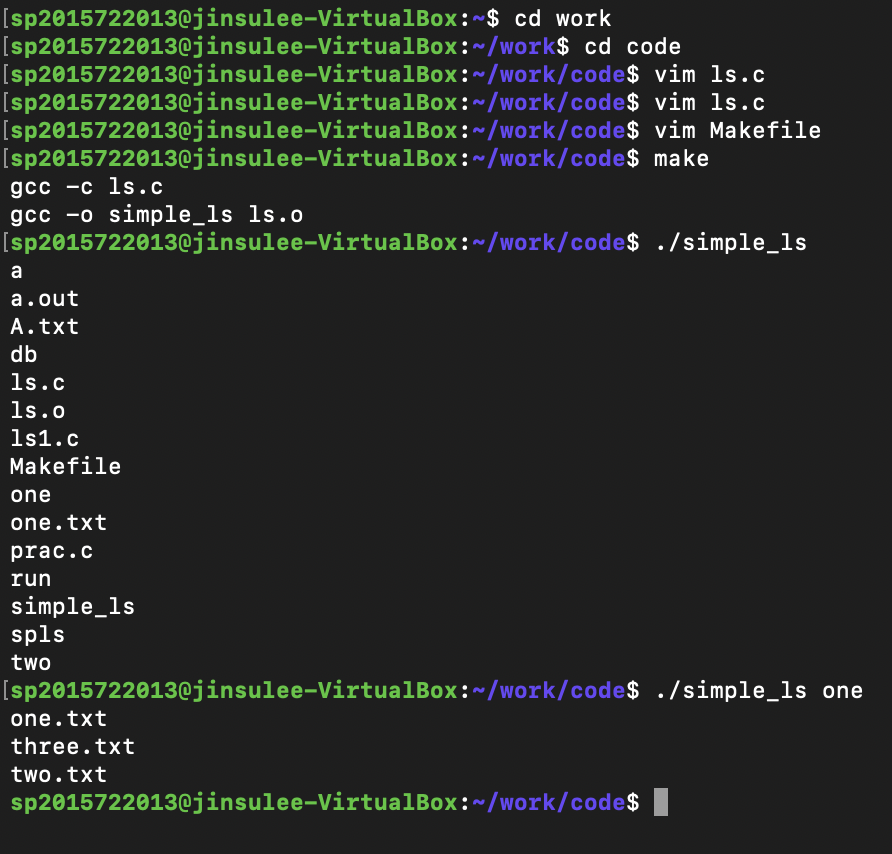 [sp2015722013@jinsulee-VirtualBox:~$ cd work
[sp2015722013@jinsulee-VirtualBox:~/work$ cd code
[sp2015722013@jinsulee-VirtualBox:~/work/code$ vim ls.c
[sp2015722013@jinsulee-VirtualBox:~/work/code$ vim ls.c
[sp2015722013@jinsulee-VirtualBox:~/work/code$ vim Makefile
[sp2015722013@jinsulee-VirtualBox:~/work/code$ make
gcc -c ls.c
gcc -o simple_ls ls.o
[sp2015722013@jinsulee-VirtualBox:~/work/code$ ./simple_ls
a
a.out
A.txt
db
ls.c
ls.o
ls1.c
Makefile
one
one.txt
prac.c
run
simple_ls
spls
two
[sp2015722013@jinsulee-VirtualBox:~/work/code$ ./simple_ls one
one.txt
three.txt
two.txt
sp2015722013@jinsulee-VirtualBox:~/work/code$